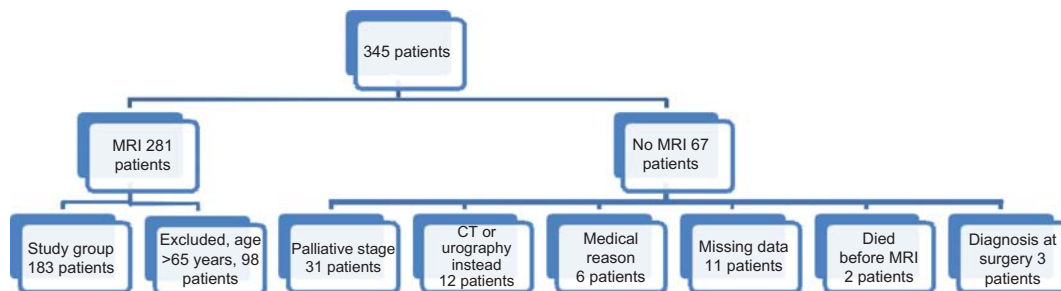 345 patients
MRI 281
patients
No MRI 67
patients
Study group
183 patients
Excluded, age
>65 years, 98
patients
Palliative stage
31 patients
CT or
urography
instead
12 patients
Medical
reason
6 patients
Missing data
11 patients
Died
before MRI
2 patients
Diagnosis at
surgery 3
patients